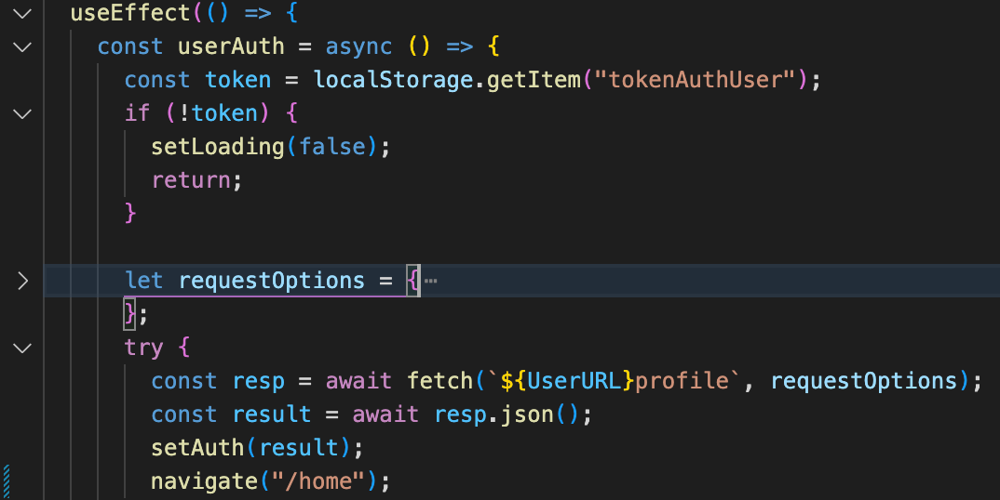 useEffect(() => {
const userAuth = async () => {
const token = localStorage.getItem("tokenAuthUser");
if (!token) {
setLoading(false);
return;
}
let requestOptions = {⋯
};
try {
const resp = await fetch(`${UserURL}profile`, requestOptions);
const result = await resp.json();
setAuth(result);
navigate("/home");